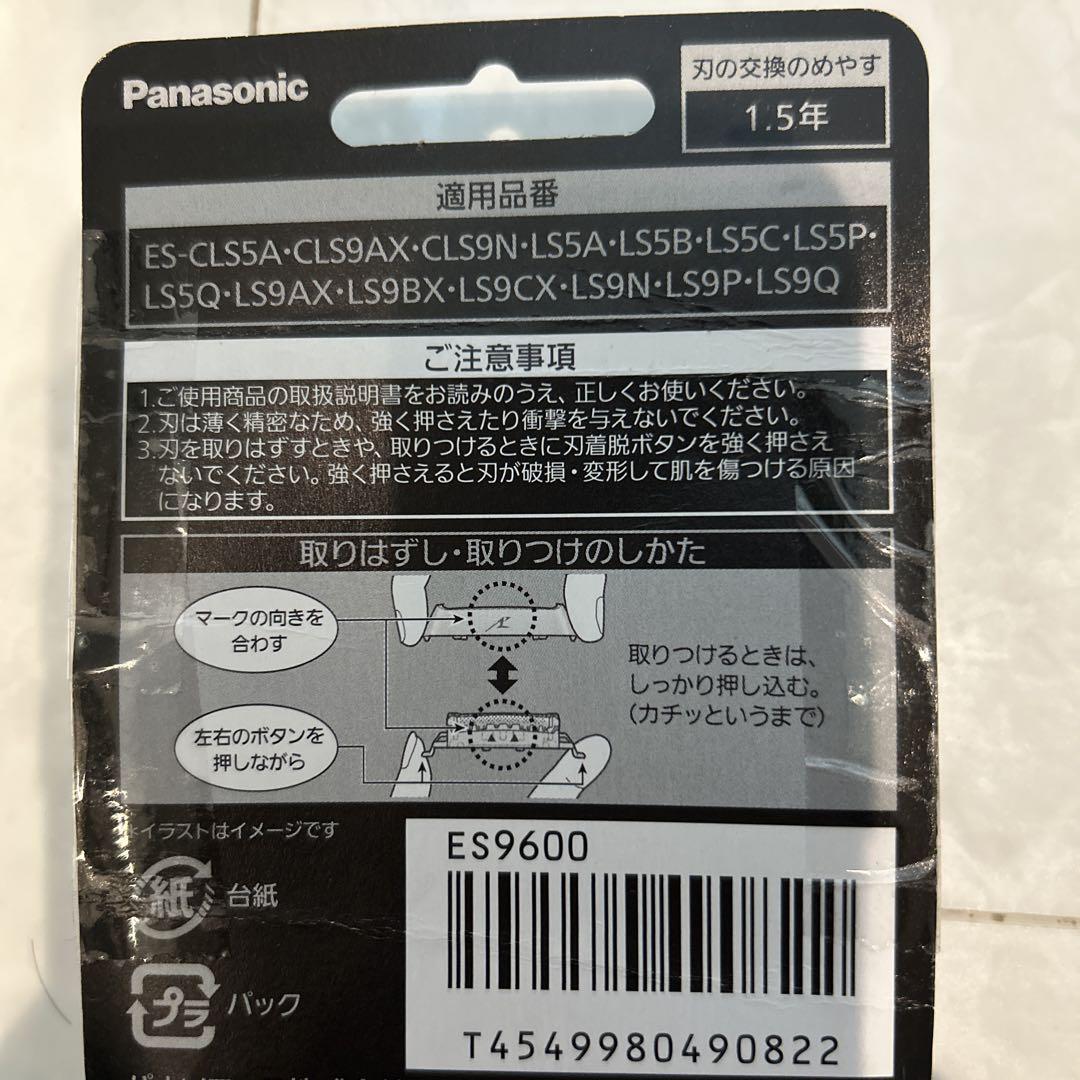 Panasonic
刃の交換のめやす
1.5年
適用品番
ES-CLS5A・CLS9AX・CLS9N・LS5A・LS5B・LS5C・LS5P・
LS5Q・LS9AX・LS9BX・LS9CX・LS9N・LS9P・LS9Q
ご注意事項
1.ご使用商品の取扱説明書をお読みのうえ、正しくお使いください。
2.刃は薄く精密なため、強く押さえたり衝撃を与えないでください。
3.刃を取りはずすときや、取りつけるときに刃着脱ボタンを強く押さえ
ないでください。強く押さえると刃が破損・変形して肌を傷つける原因
になります。
取りはずし・取りつけのしかた
マークの向きを
合わす
取りつけるときは、
しっかり押し込む。
(カチッというまで)
左右のボタンを
押しながら
※イラストはイメージです
紙 台紙
プラ パック
ES9600
T4549980490822